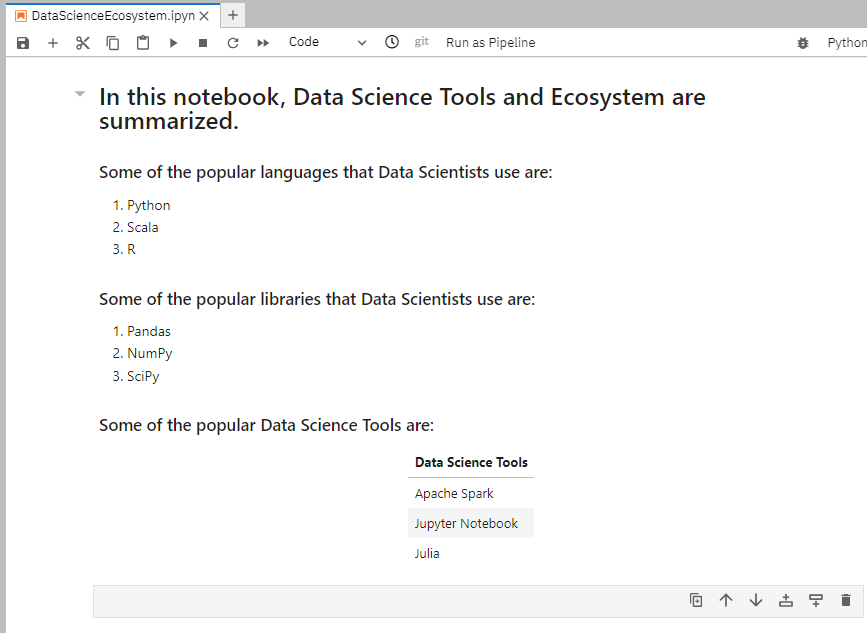 DataScienceEcosystem.ipyn
Code
git
Run as Pipeline
Python
In this notebook, Data Science Tools and Ecosystem are
summarized.
Some of the popular languages that Data Scientists use are:
1. Python
2. Scala
3. R
Some of the popular libraries that Data Scientists use are:
1. Pandas
2. NumPy
3. SciPy
Some of the popular Data Science Tools are:
Data Science Tools
Apache Spark
Jupyter Notebook
Julia